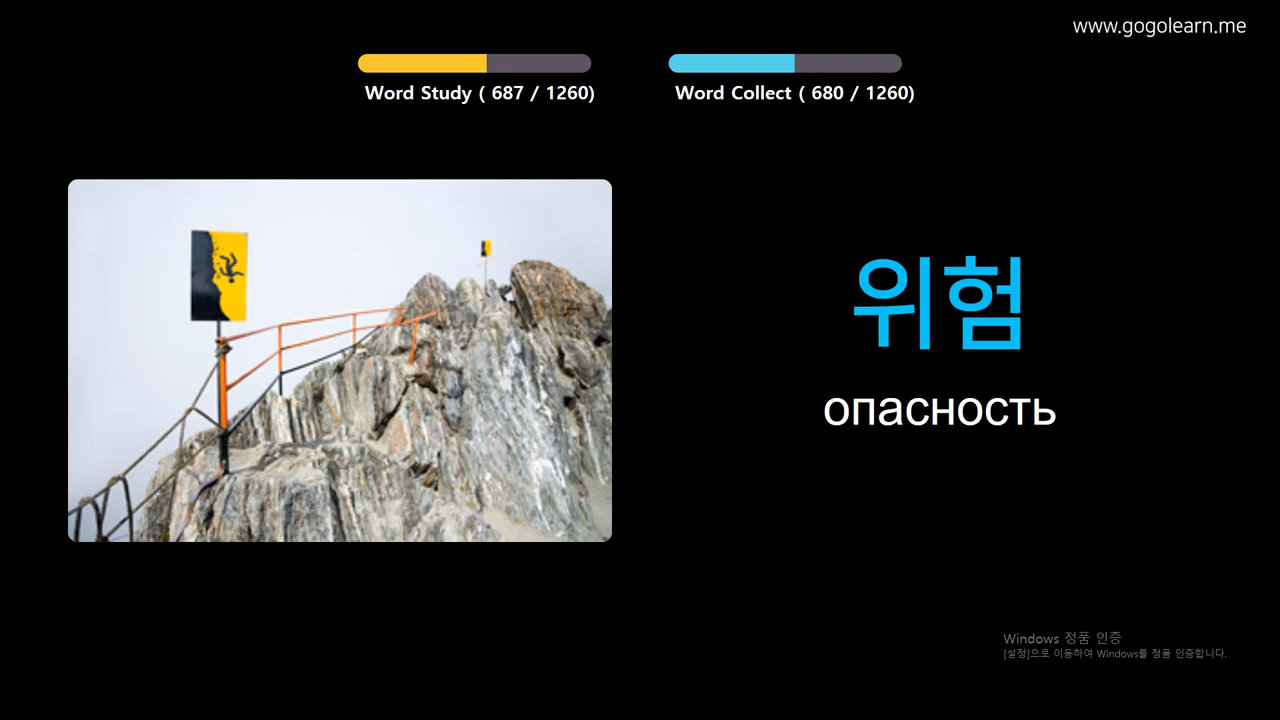 www.gogolearn.me
Word Study ( 687 / 1260)
Word Collect ( 680 / 1260)
위험
опасность
Windows 정품 인증
[설정]으로 이동하여 Windows를 정품 인증합니다.